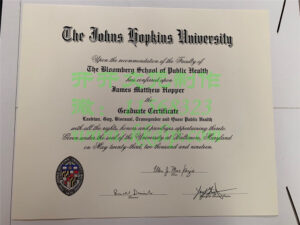 The Johns Hopkins University
Upon the recommendation of the Faculty of
The Bloomberg School of Public Health
has conferred upon
James Matthew Hopper
the
Graduate Certificate
Lesbian, Gay, Bisexual, Transgender and Queer Public Health
with all the rights, honors and privileges appertaining thereto.
Given under the seal of the University at Baltimore, Maryland
on May twenty-third, two thousand and nineteen.